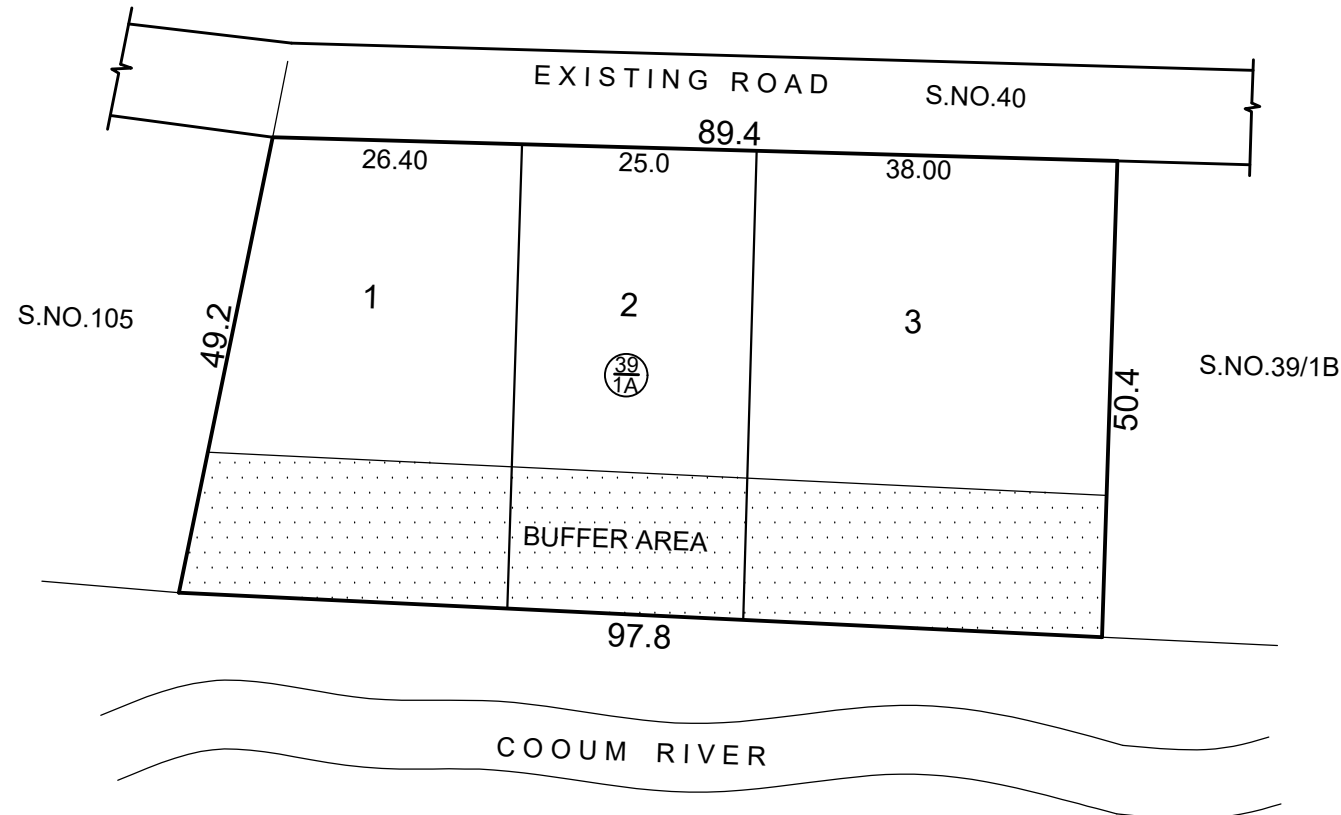 EXISTING ROAD
S.NO.40
89.4
26.40
25.0
38.00
1
2
3
S.NO.105
49.2
39
1A
S.NO.39/1B
50.4
BUFFER AREA
97.8
COOUM RIVER